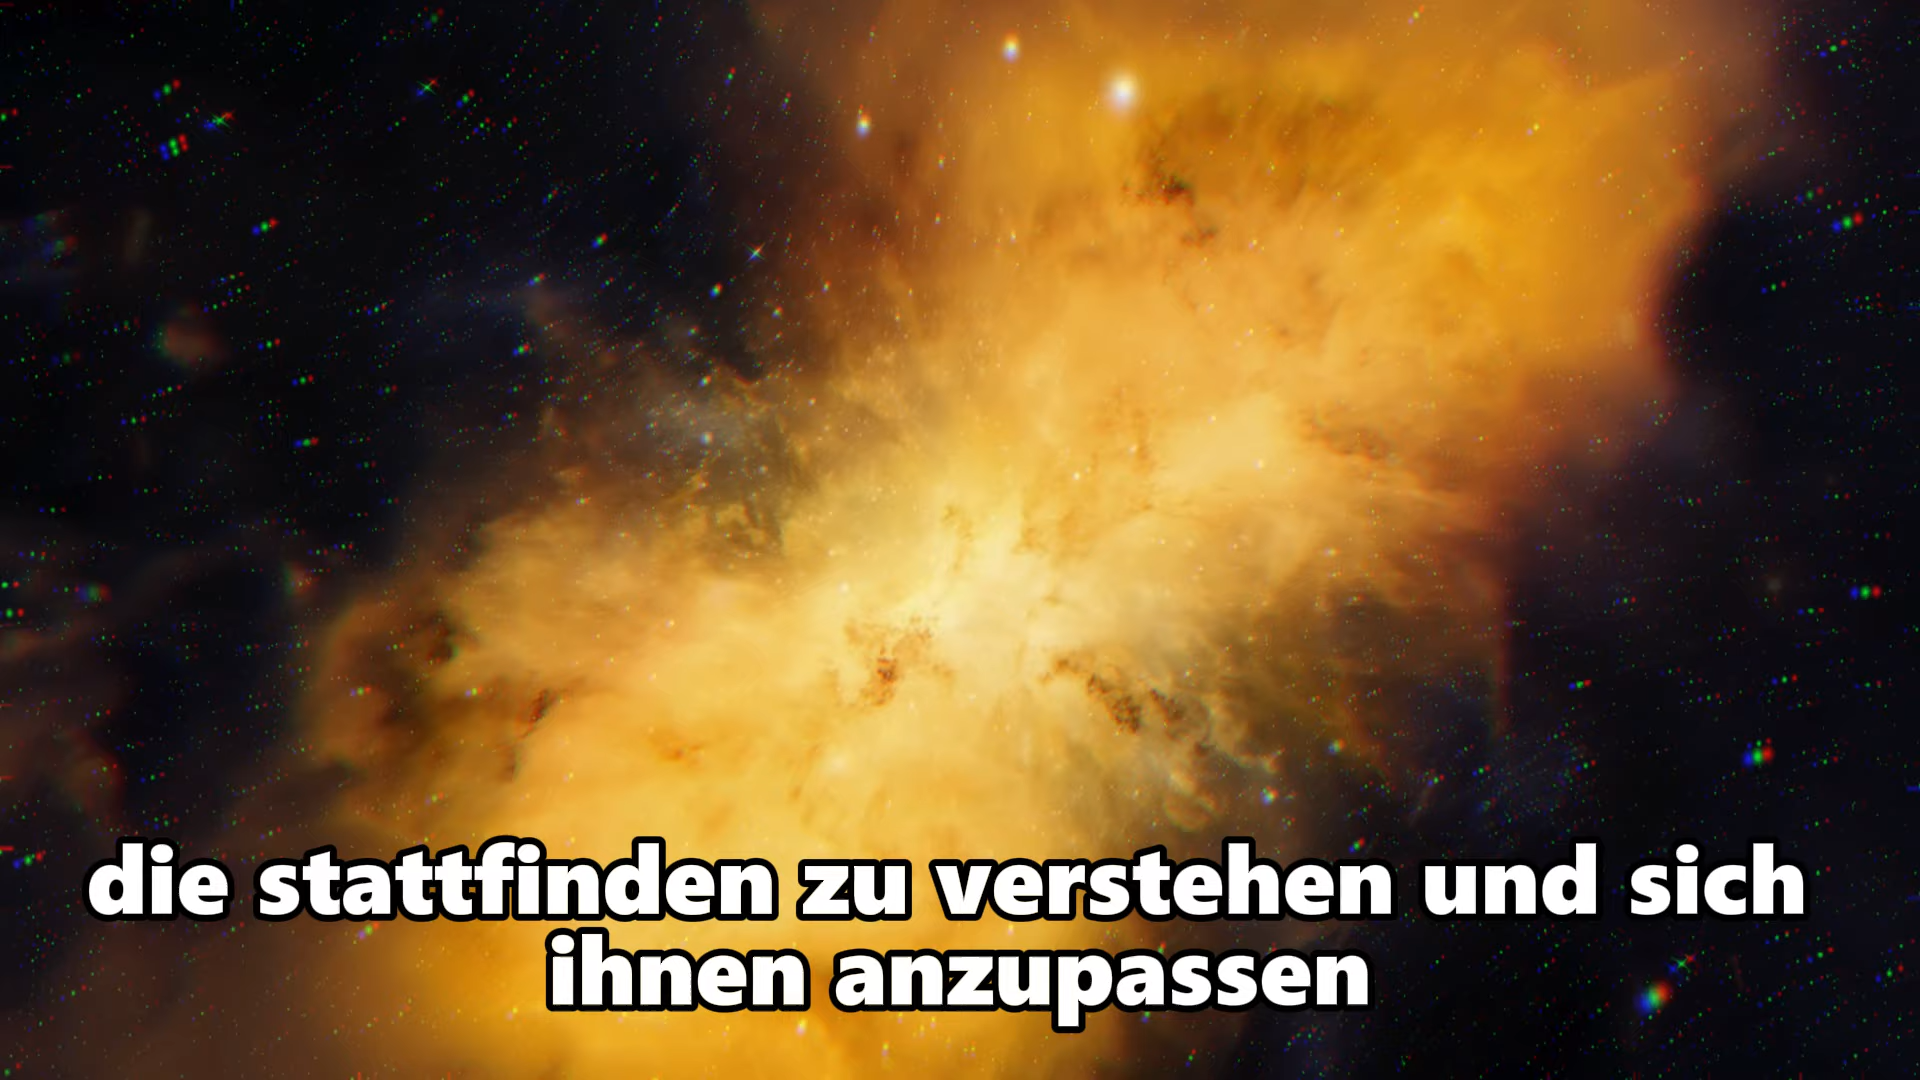 die stattfinden zu verstehen und sich
ihnen anzupassen